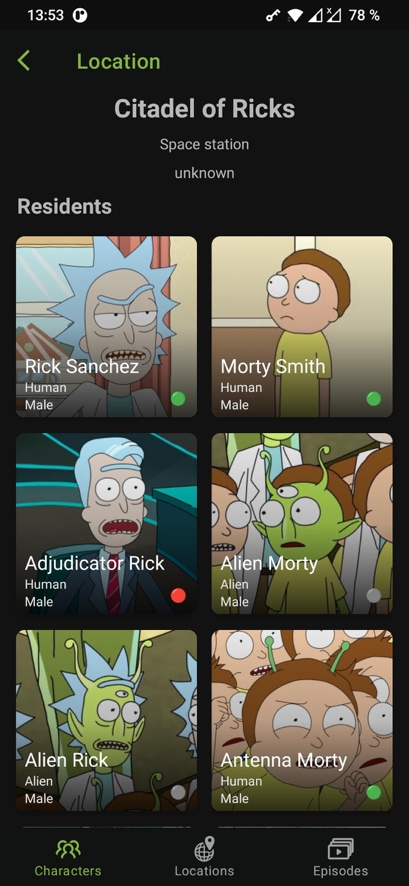 13:53
78 %
Location
Citadel of Ricks
Space station
unknown
Residents
Rick Sanchez
Human
Male
Morty Smith
Human
Male
Adjudicator Rick
Human
Male
Alien Morty
Alien
Male
Alien Rick
Alien
Male
Antenna Morty
Human
Male
Characters
Locations
Episodes